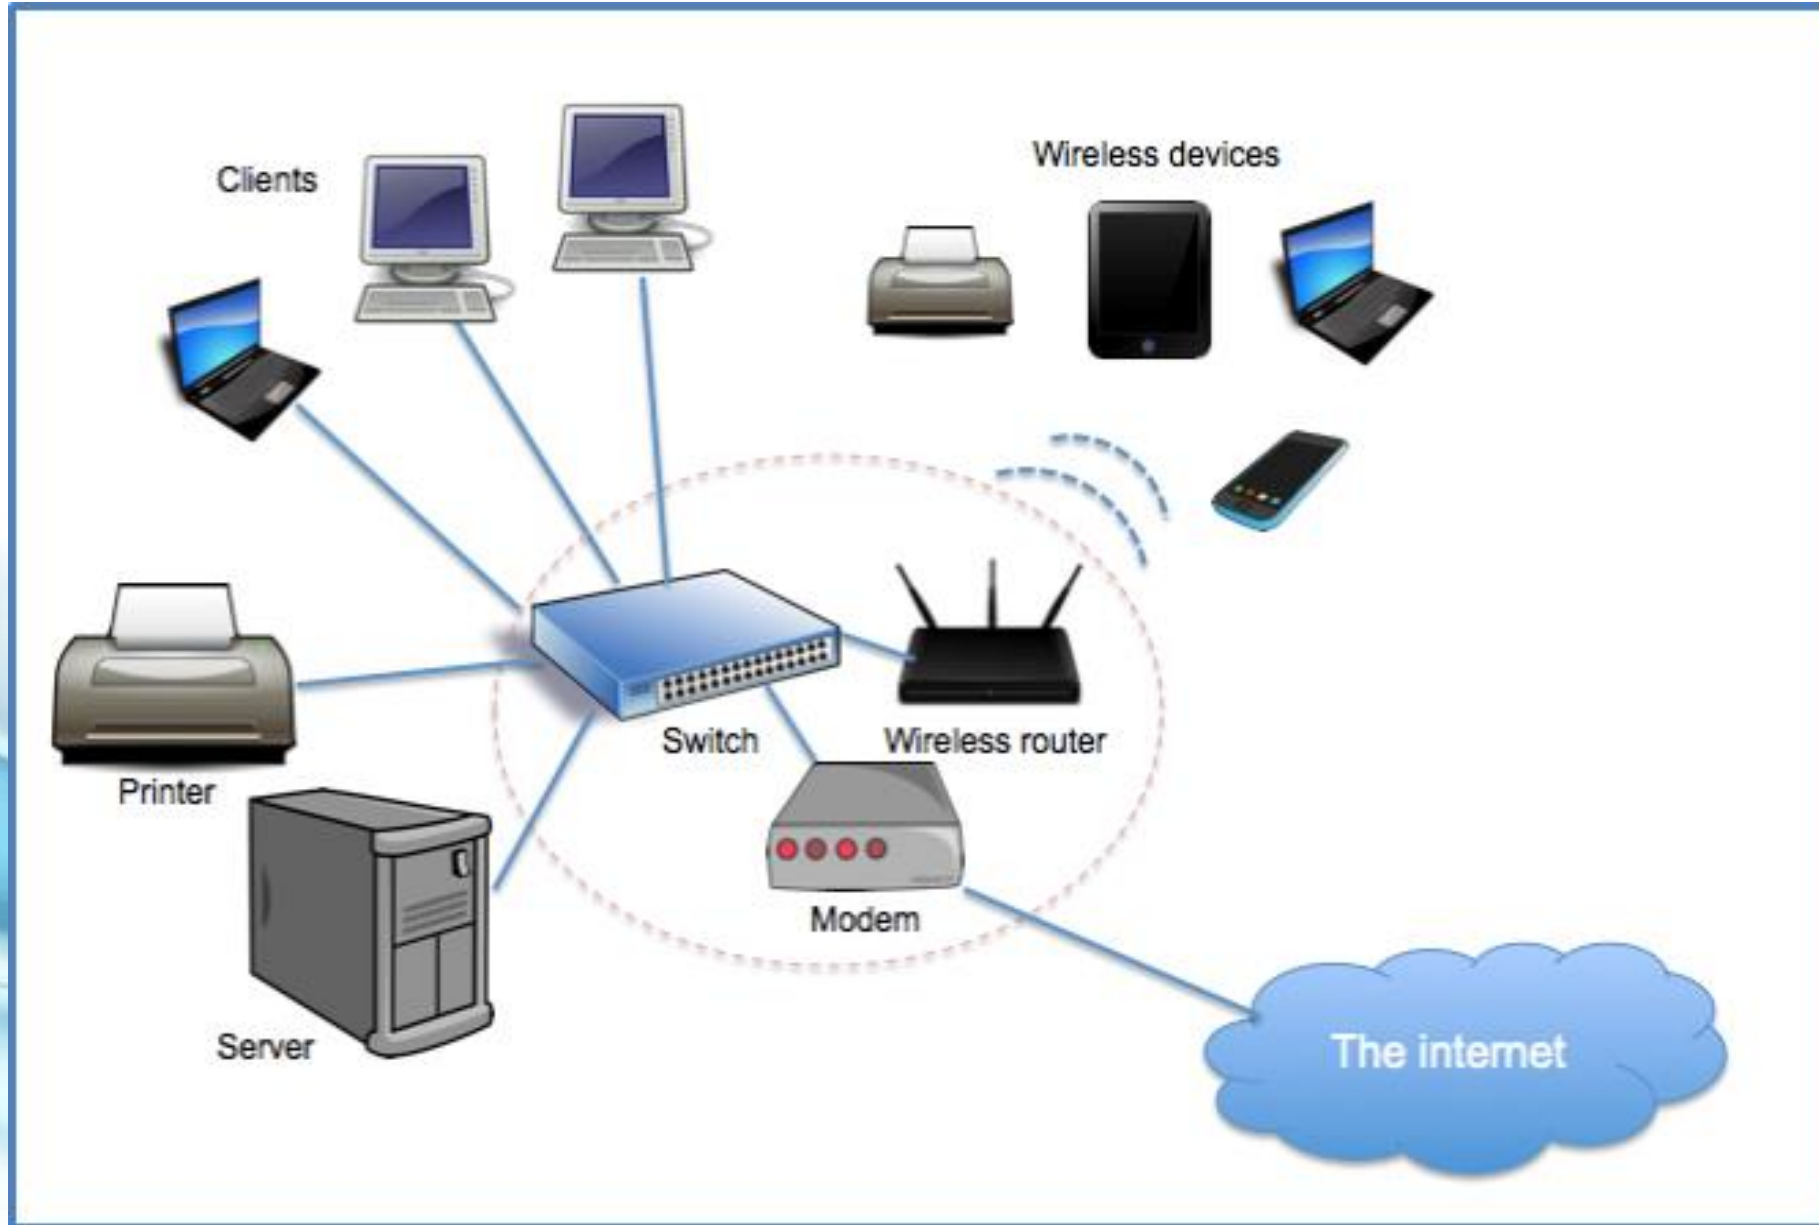 Clients
Wireless devices
Switch
Wireless router
Printer
Modem
Server
The internet